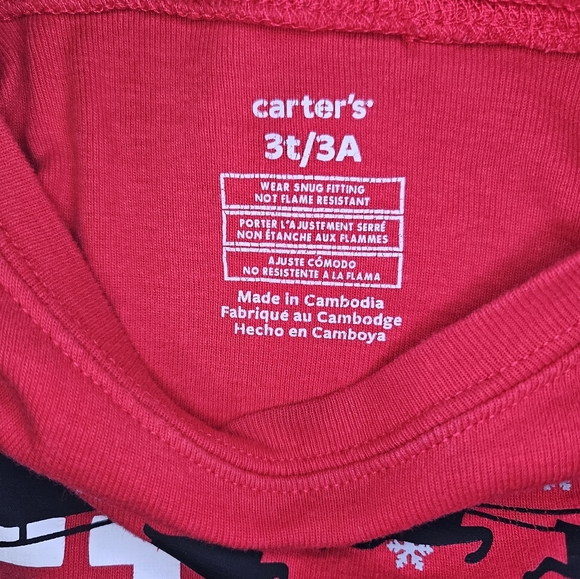 carter's
3t/3A
WEAR SNUG FITTING
NOT FLAME RESISTANT
PORTER L'AJUSTEMENT SERRÉ
NON ÉTANCHE AUX FLAMMES
AJUSTE CÓMODO
NO RESISTENTE A LA FLAMA
Made in Cambodia
Fabriqué au Cambodge
Hecho en Camboya